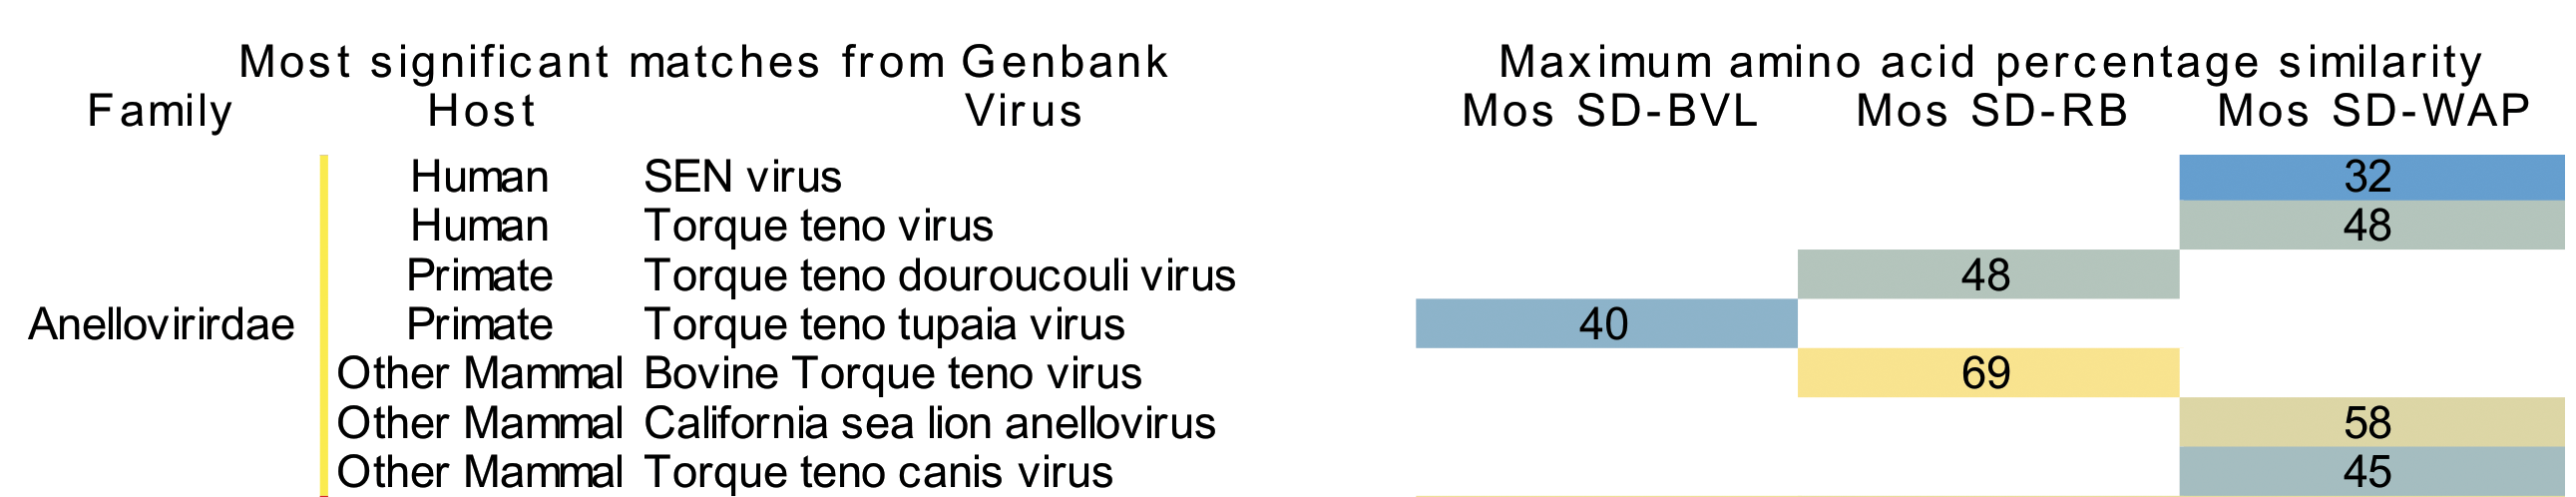 Most significant matches from Genbank Maximum amino acid percentage similarity
Family Host Virus Mos SD-BVL Mos SD-RB Mos SD-WAP
Human SEN virus 32
Human Torque teno virus 48
Primate Torque teno douroucouli virus 48
Anellovirirdae Primate Torque teno tupaia virus 40
Other Mammal Bovine Torque teno virus 69
Other Mammal California sea lion anellovirus 58
Other Mammal Torque teno canis virus 45